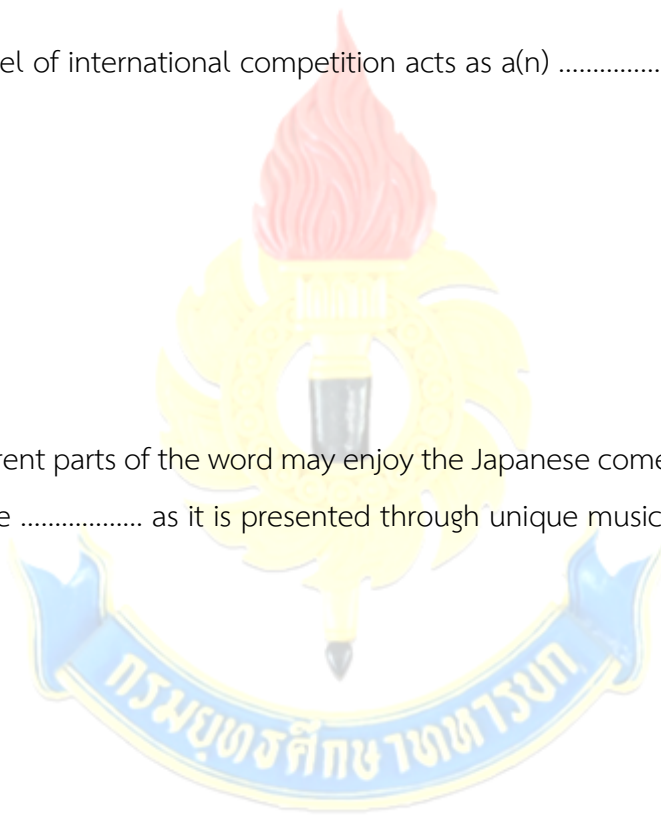 el of international competition acts as a(n) ...............
rent parts of the word may enjoy the Japanese come
e .................. as it is presented through unique music
กรมยุทธศึกษาทหารบก